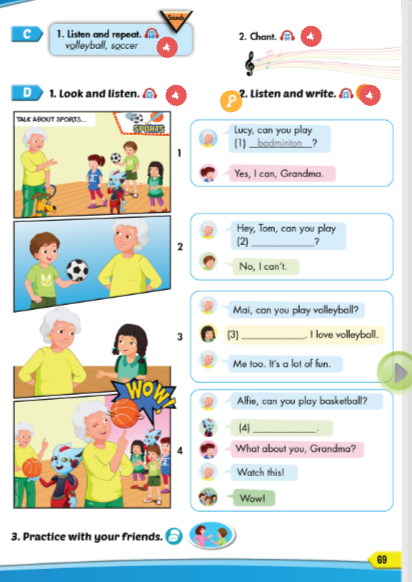 C
1. Listen and repeat.
volleyball, soccer
Sounds
2. Chant.
D
1. Look and listen.
2. Listen and write.
TALK ABOUT SPORTS...
SPORTS
1
Lucy, can you play
(1) badminton?
Yes, I can, Grandma.
2
Hey, Tom, can you play
(2) ____________?
No, I can't.
3
Mai, can you play volleyball?
(3) ____________. I love volleyball.
Me too. It's a lot of fun.
WOW!
4
Alfie, can you play basketball?
(4) ____________.
What about you, Grandma?
Watch this!
Wow!
3. Practice with your friends.
69